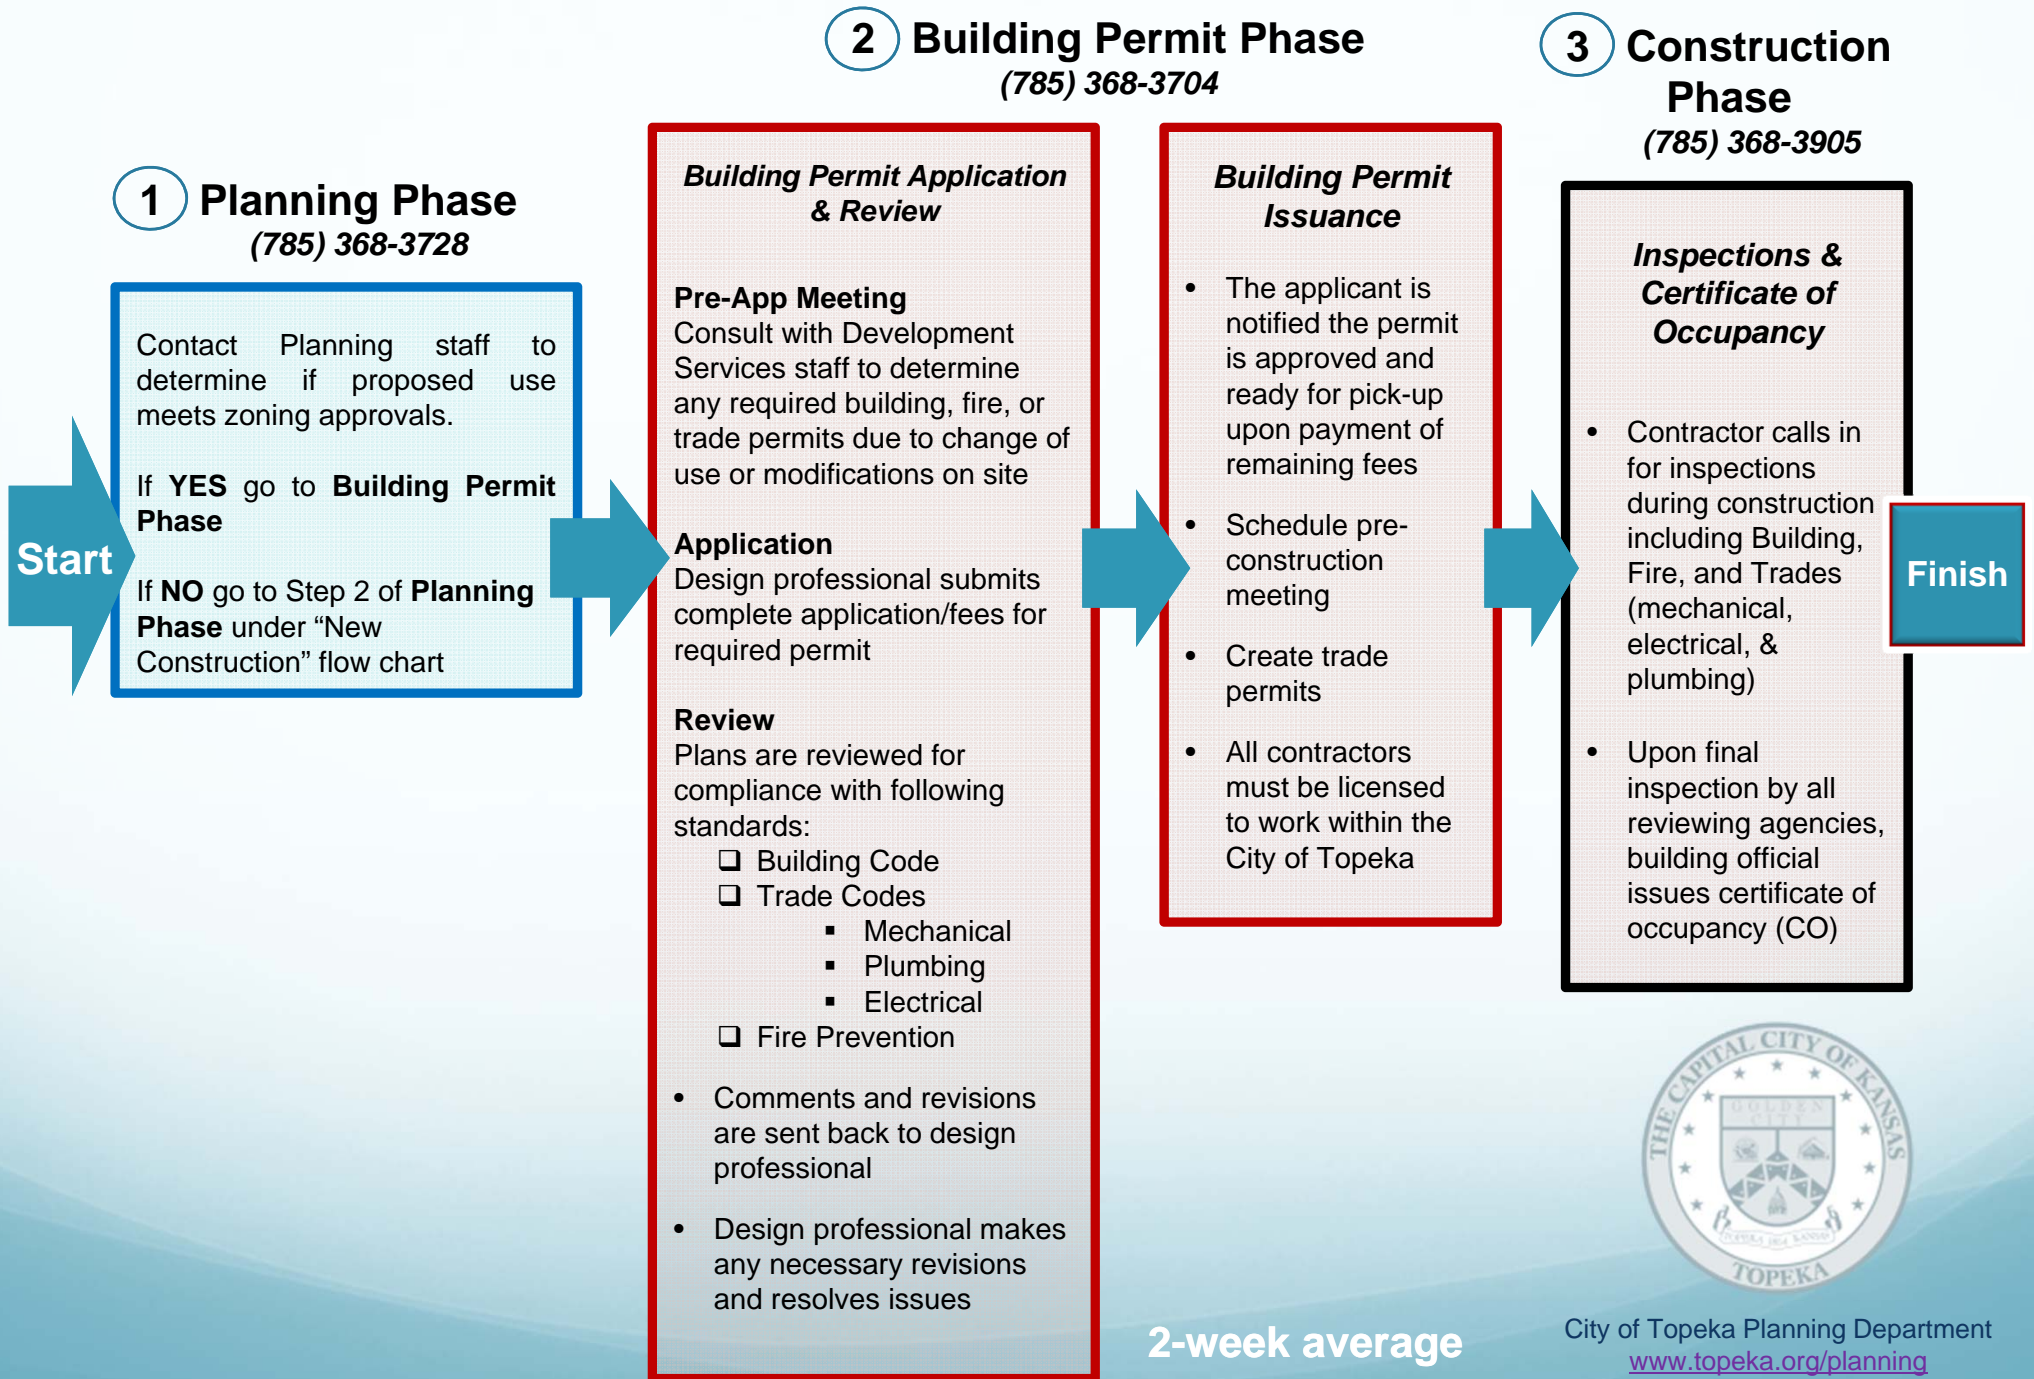 Start
1 Planning Phase
(785) 368-3728
Contact Planning staff to
determine if proposed use
meets zoning approvals.
If YES go to Building Permit
Phase
If NO go to Step 2 of Planning
Phase under “New
Construction” flow chart
2 Building Permit Phase
(785) 368-3704
Building Permit Application
& Review
Pre-App Meeting
Consult with Development
Services staff to determine
any required building, fire, or
trade permits due to change of
use or modifications on site
Application
Design professional submits
complete application/fees for
required permit
Review
Plans are reviewed for
compliance with following
standards:
❑ Building Code
❑ Trade Codes
▪ Mechanical
▪ Plumbing
▪ Electrical
❑ Fire Prevention
• Comments and revisions
are sent back to design
professional
• Design professional makes
any necessary revisions
and resolves issues
Building Permit
Issuance
• The applicant is
notified the permit
is approved and
ready for pick-up
upon payment of
remaining fees
• Schedule pre-
construction
meeting
• Create trade
permits
• All contractors
must be licensed
to work within the
City of Topeka
2-week average
3 Construction
Phase
(785) 368-3905
Inspections &
Certificate of
Occupancy
• Contractor calls in
for inspections
during construction
including Building,
Fire, and Trades
(mechanical,
electrical, &
plumbing)
• Upon final
inspection by all
reviewing agencies,
building official
issues certificate of
occupancy (CO)
Finish
THE CAPITAL CITY OF KANSAS
GOLDEN
CITY
TOPEKA 1854 KANSAS
TOPEKA
City of Topeka Planning Department
www.topeka.org/planning